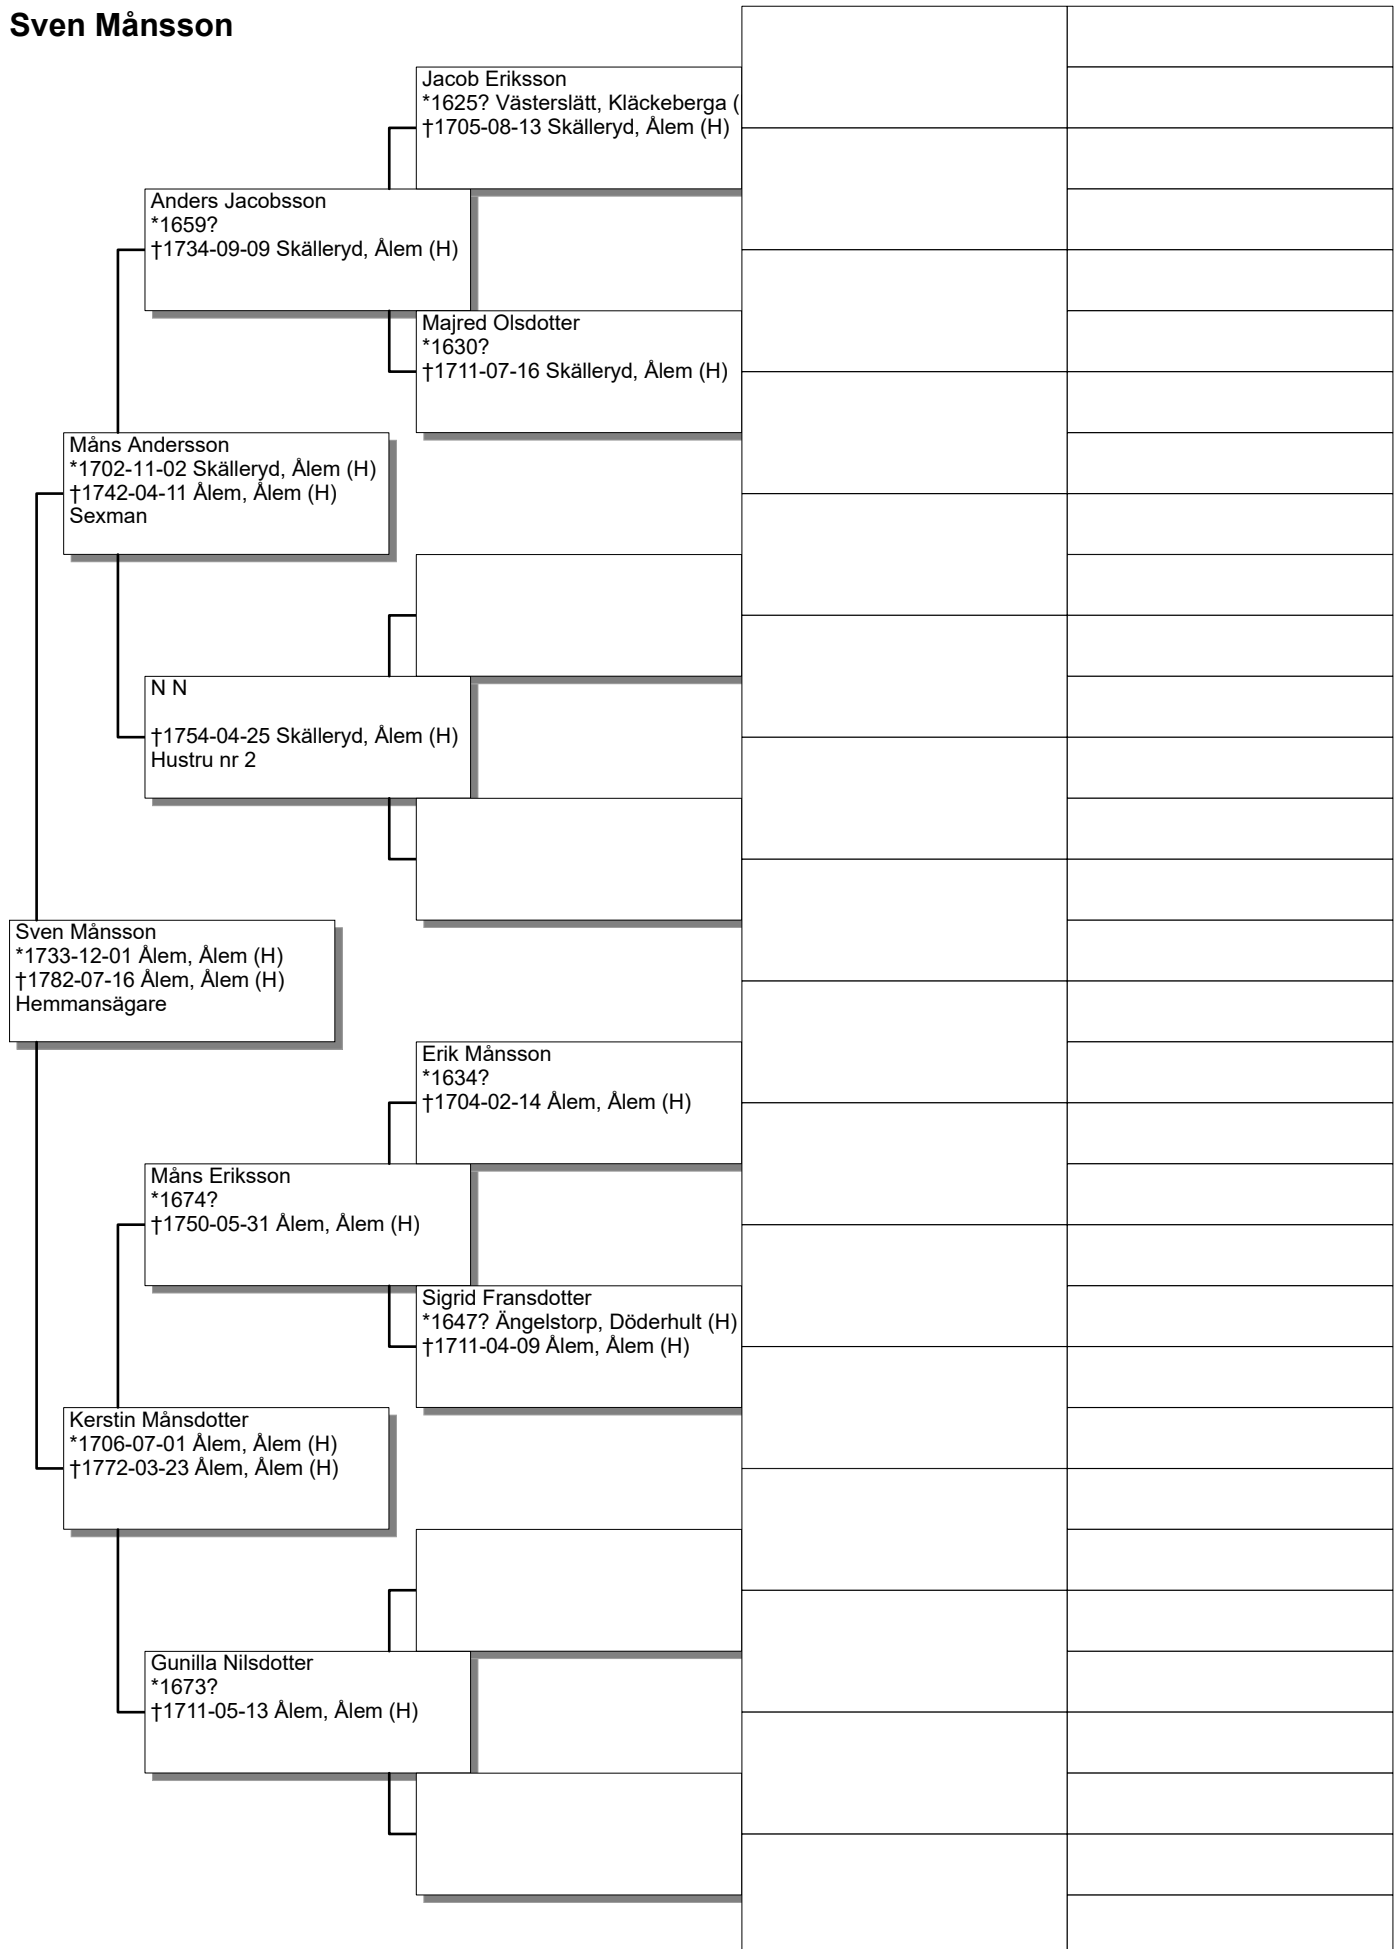 Sven Månsson
Jacob Eriksson
*1625? Västerslätt, Kläckeberga (
†1705-08-13 Skälleryd, Ålem (H)
Anders Jacobsson
*1659?
†1734-09-09 Skälleryd, Ålem (H)
Majred Olsdotter
*1630?
†1711-07-16 Skälleryd, Ålem (H)
Måns Andersson
*1702-11-02 Skälleryd, Ålem (H)
†1742-04-11 Ålem, Ålem (H)
Sexman
N N
†1754-04-25 Skälleryd, Ålem (H)
Hustru nr 2
Sven Månsson
*1733-12-01 Ålem, Ålem (H)
†1782-07-16 Ålem, Ålem (H)
Hemmansägare
Erik Månsson
*1634?
†1704-02-14 Ålem, Ålem (H)
Måns Eriksson
*1674?
†1750-05-31 Ålem, Ålem (H)
Sigrid Fransdotter
*1647? Ängelstorp, Döderhult (H)
†1711-04-09 Ålem, Ålem (H)
Kerstin Månsdotter
*1706-07-01 Ålem, Ålem (H)
†1772-03-23 Ålem, Ålem (H)
Gunilla Nilsdotter
*1673?
†1711-05-13 Ålem, Ålem (H)